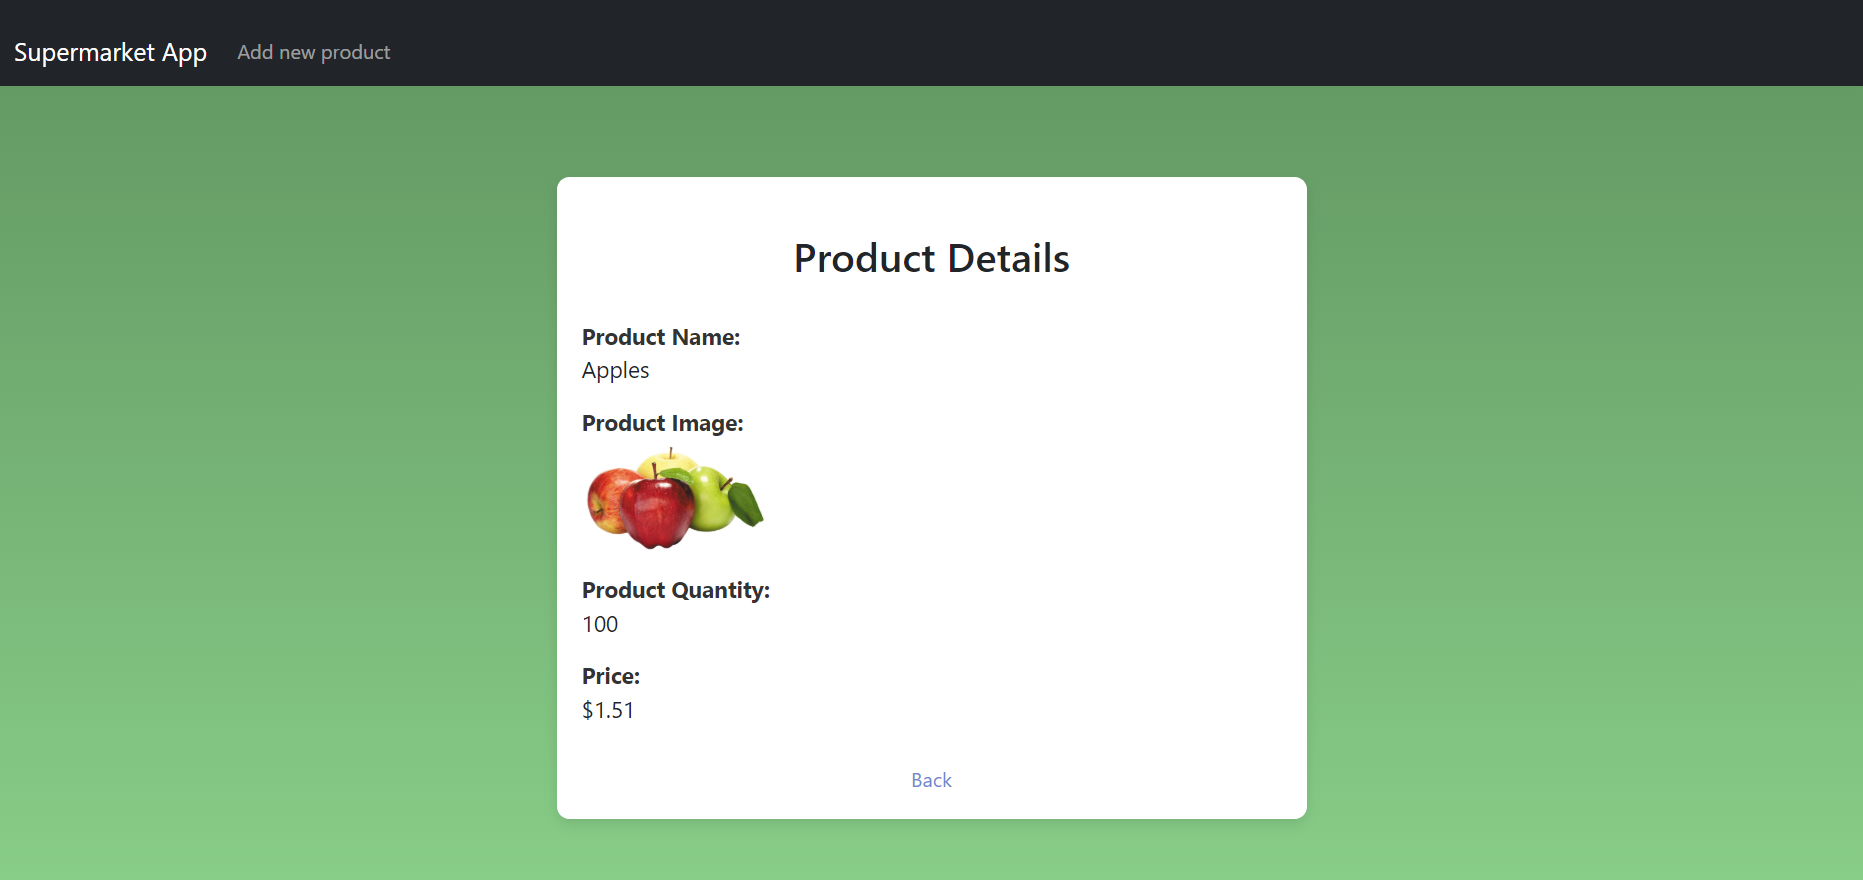 Supermarket App Add new product
Product Details
Product Name:
Apples
Product Image:
Product Quantity:
100
Price:
$1.51
Back